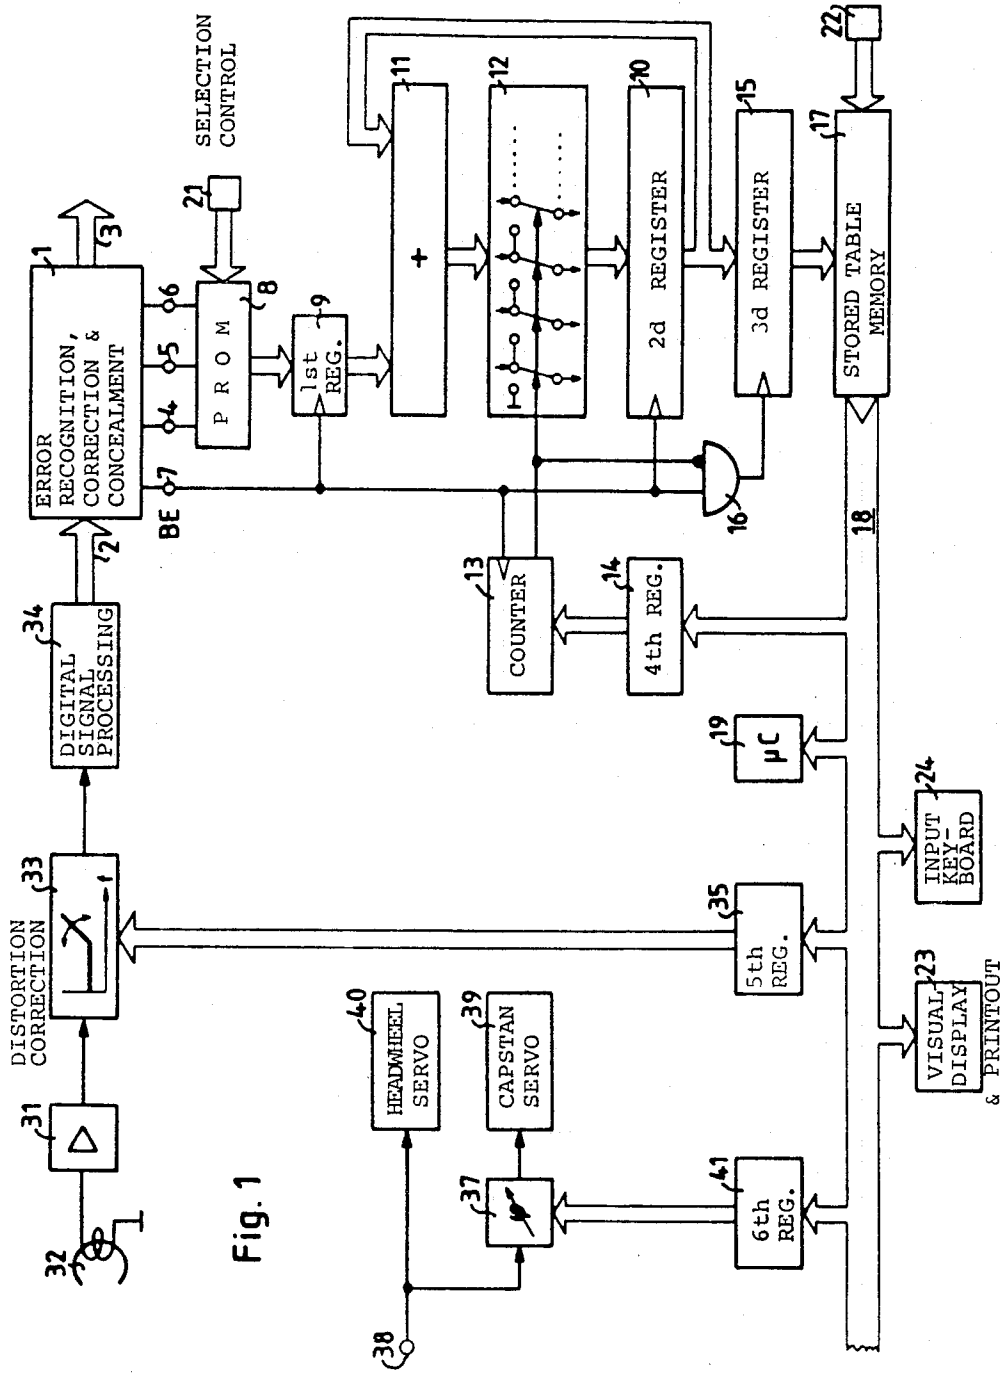 Fig. 1
32
31
DISTORTION
CORRECTION
33
f
34
DIGITAL
SIGNAL
PROCESSING
2
1
ERROR
RECOGNITION,
CORRECTION &
CONCEALMENT
3
BE
7
4
5
6
PROM
8
21
SELECTION
CONTROL
1st
REG.
9
11
+
12
13
COUNTER
10
2d REGISTER
14
4th REG.
16
15
3d REGISTER
17
STORED TABLE
MEMORY
22
18
19
μC
35
5th
REG.
24
INPUT
KEY-
BOARD
23
VISUAL
DISPLAY
& PRINTOUT
40
HEADWHEEL
SERVO
39
CAPSTAN
SERVO
37
φ
38
41
6th
REG.